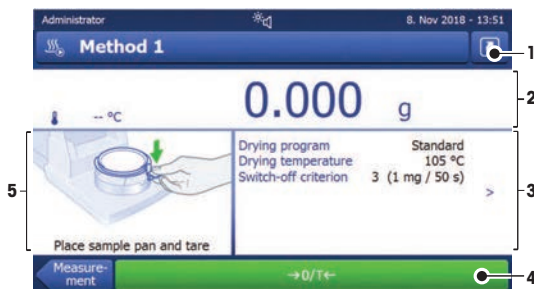 Administrator 8. Nov 2018 - 13:51
Method 1
1
0.000 g
-- °C
2
Drying program Standard
Drying temperature 105 °C
Switch-off criterion 3 (1 mg / 50 s)
>
3
5
Place sample pan and tare
Measure-
ment
→0/T←
4